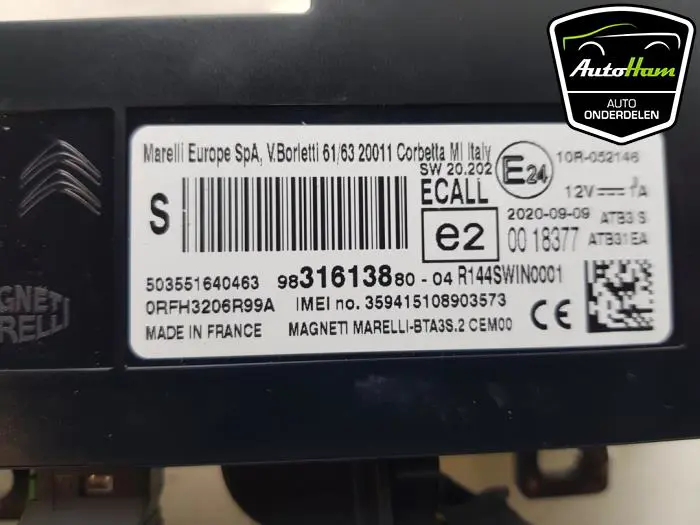 AutoHam
AUTO
ONDERDELEN
Marelli Europe SpA, V.Borletti 61/63 20011 Corbetta MI Italy
SW 20.202
E24
10R-052146
S
ECALL
12V
2020-09-09 ATB3 S
e2
00 18377 ATB31EA
503551640463
9831613880-04 R144SWIN0001
0RFH3206R99A
IMEI no. 359415108903573
MADE IN FRANCE
MAGNETI MARELLI-BTA3S.2 CEM00
CE
MAGNETI
MARELLI